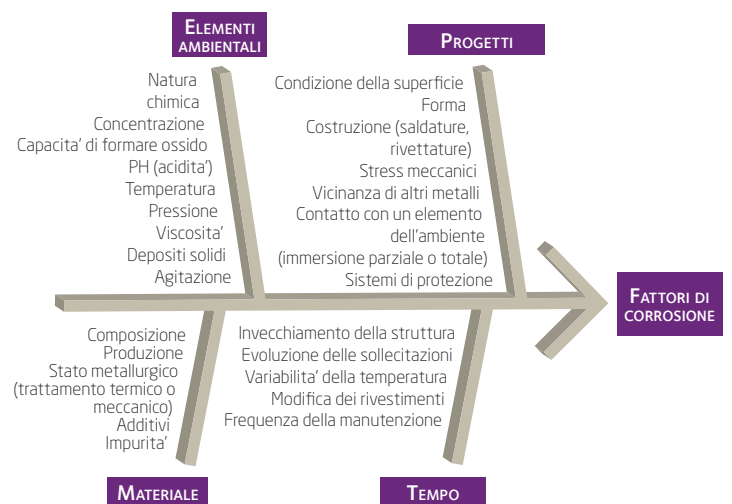 ELEMENTI
AMBIENTALI
Natura
chimica
Concentrazione
Capacita' di formare ossido
PH (acidita')
Temperatura
Pressione
Viscosita'
Depositi solidi
Agitazione
PROGETTI
Condizione della superficie
Forma
Costruzione (saldature,
rivettature)
Stress meccanici
Vicinanza di altri metalli
Contatto con un elemento
dell'ambiente
(immersione parziale o totale)
Sistemi di protezione
FATTORI DI
CORROSIONE
Composizione
Produzione
Stato metallurgico
(trattamento termico o
meccanico)
Additivi
Impurita'
MATERIALE
Invecchiamento della struttura
Evoluzione delle sollecitazioni
Variabilita' della temperatura
Modifica dei rivestimenti
Frequenza della manutenzione
TEMPO